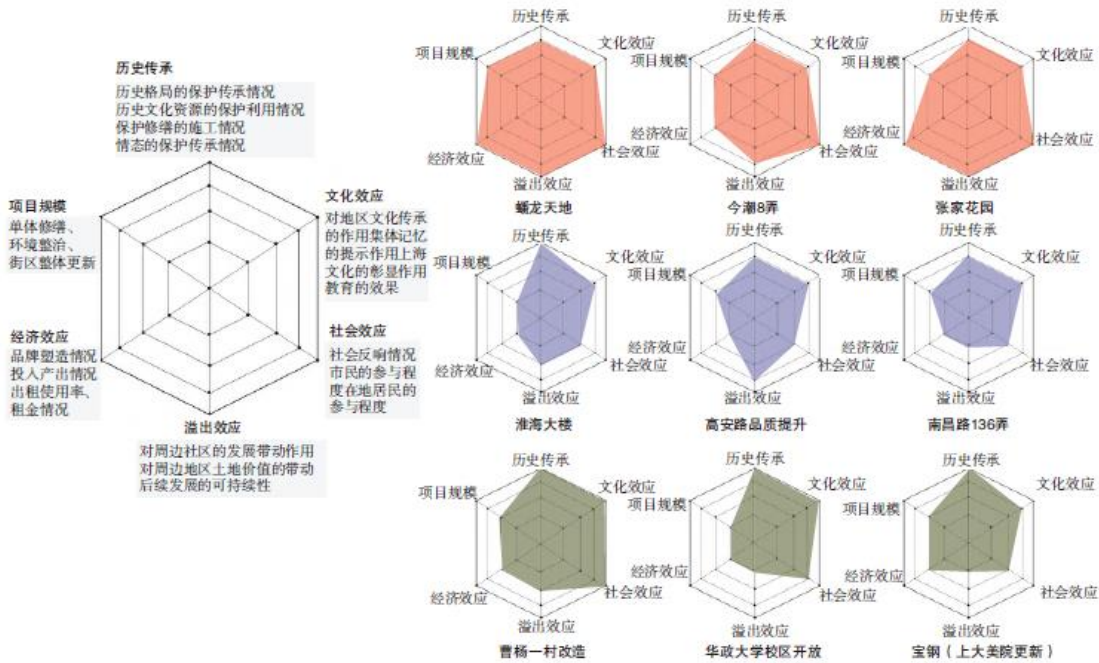 历史传承
历史格局的保护传承情况
历史文化资源的保护利用情况
保护修缮的施工情况
情态的保护传承情况
项目规模
单体修缮、
环境整治、
街区整体更新
文化效应
对地区文化传承
的作用集体记忆
的提示作用上海
文化的彰显作用
教育的效果
经济效应
品牌塑造情况
投入产出情况
出租使用率、
租金情况
社会效应
社会反响情况
市民的参与程
度在地居民的
参与程度
溢出效应
对周边社区的发展带动作用
对周边地区土地价值的带动
后续发展的可持续性
历史传承
文化效应
项目规模
经济效应
社会效应
溢出效应
蟠龙天地
历史传承
文化效应
项目规模
经济效应
社会效应
溢出效应
今潮8弄
历史传承
文化效应
项目规模
经济效应
社会效应
溢出效应
张家花园
历史传承
文化效应
项目规模
经济效应
社会效应
溢出效应
淮海大楼
历史传承
文化效应
项目规模
经济效应
社会效应
溢出效应
高安路品质提升
历史传承
文化效应
项目规模
经济效应
社会效应
溢出效应
南昌路136弄
历史传承
文化效应
项目规模
经济效应
社会效应
溢出效应
曹杨一村改造
历史传承
文化效应
项目规模
经济效应
社会效应
溢出效应
华政大学校区开放
历史传承
文化效应
项目规模
经济效应
社会效应
溢出效应
宝钢（上大美院更新）